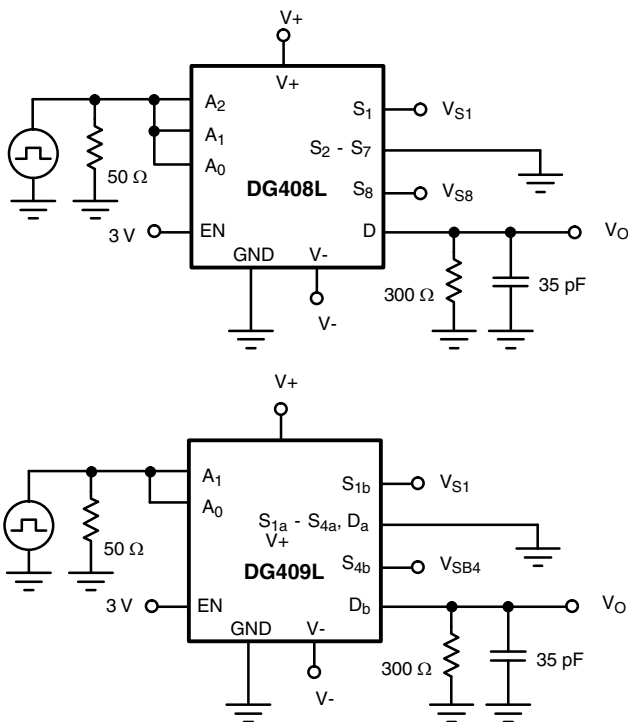 V+
V+
A2
A1
A0
50 Ω
S1
VS1
S2 - S7
DG408L
S8
VS8
3 V
EN
D
VO
GND
V-
300 Ω
35 pF
V-
V+
A1
A0
50 Ω
S1b
VS1
S1a - S4a, Da
V+
DG409L
S4b
VSB4
3 V
EN
Db
VO
GND
V-
300 Ω
35 pF
V-